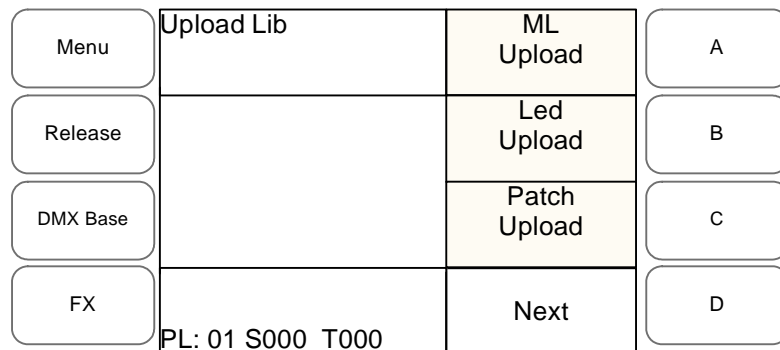 Menu
Upload Lib
ML
Upload
A
Release
Led
Upload
B
DMX Base
Patch
Upload
C
FX
PL: 01 S000 T000
Next
D